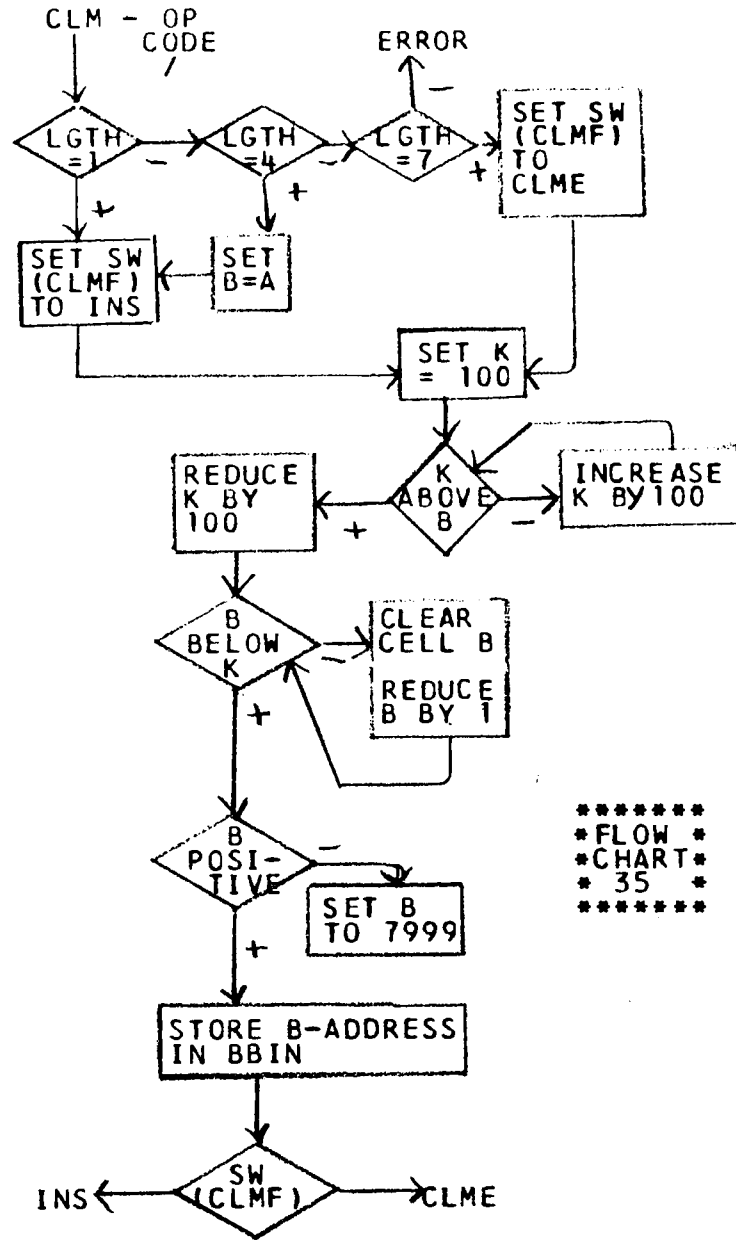 CLM - OP
CODE
ERROR
-
LGTH
=1
-
LGTH
=4
-
LGTH
=7
+
SET SW
(CLMF)
TO
CLME
+
+
SET SW
(CLMF)
TO INS
SET
B=A
SET K
= 100
REDUCE
K BY
100
+
K
ABOVE
B
-
INCREASE
K BY 100
B
BELOW
K
-
CLEAR
CELL B
REDUCE
B BY 1
+
B
POSI-
TIVE
-
SET B
TO 7999
+
*******
*FLOW *
*CHART*
* 35 *
*******
STORE B-ADDRESS
IN BBIN
INS
SW
(CLMF)
CLME